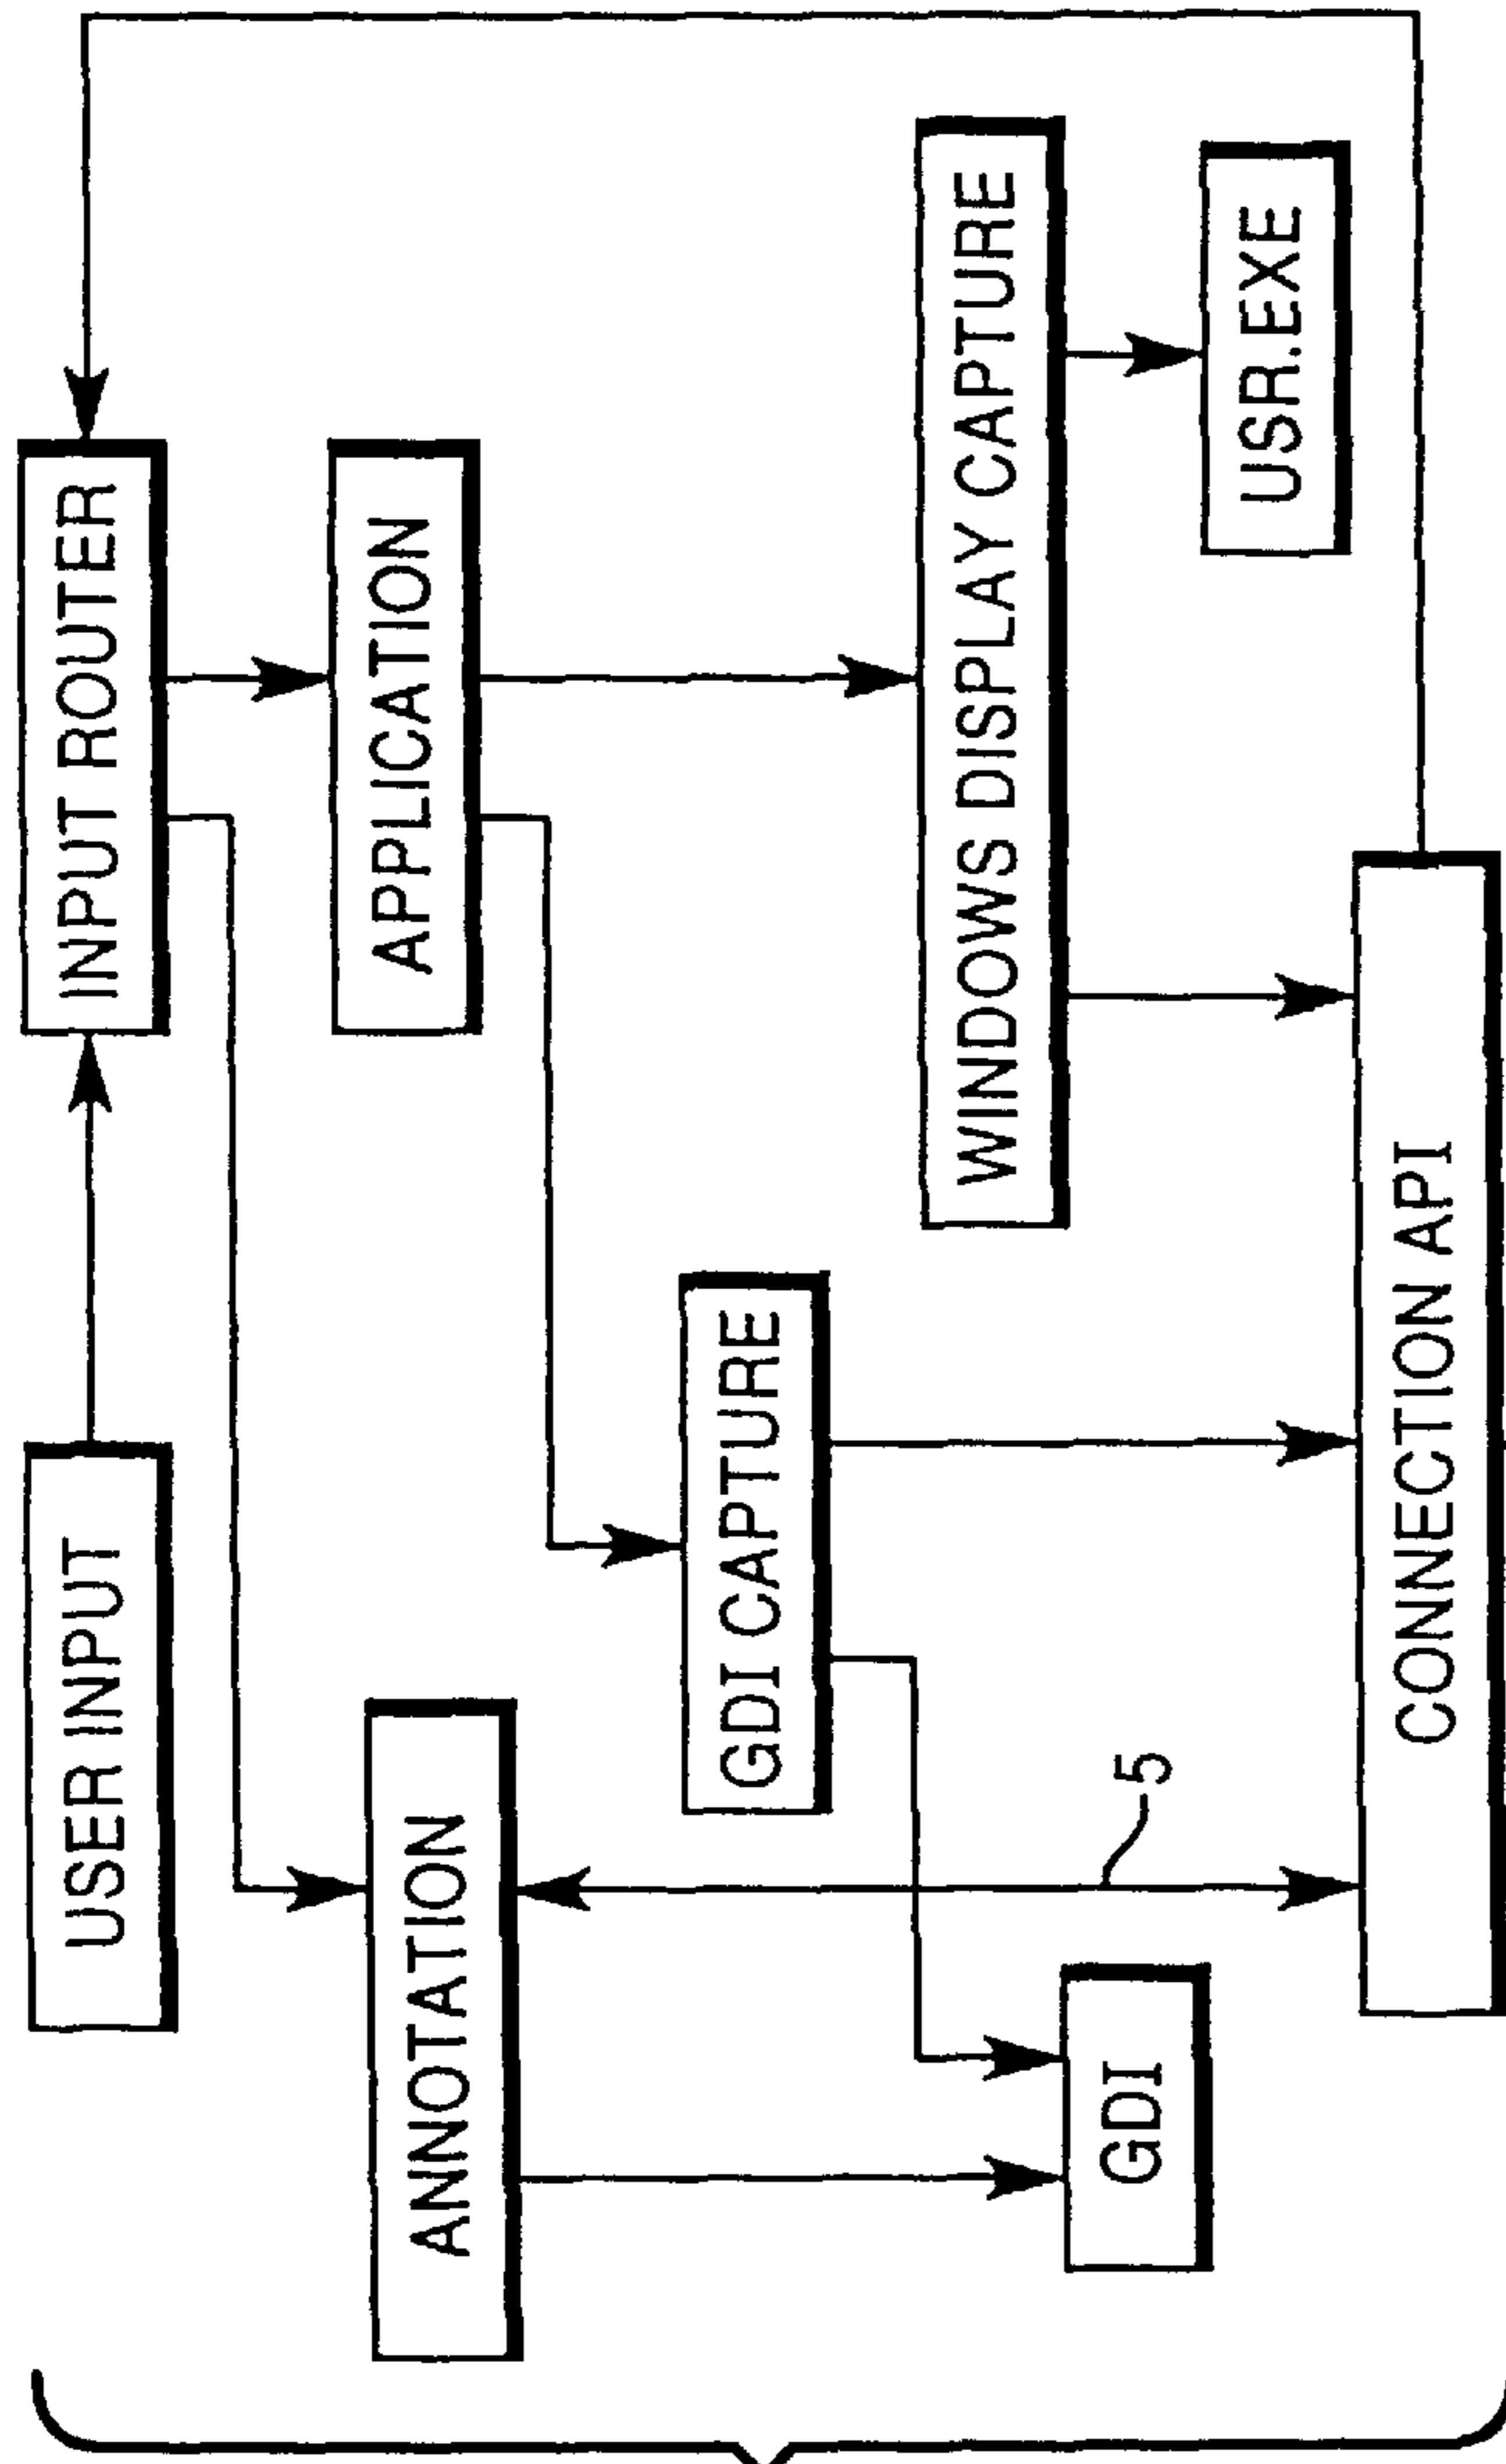 USER INPUT
INPUT ROUTER
ANNOTATION
APPLICATION
GDI CAPTURE
WINDOWS DISPLAY CAPTURE
GDI
5
USR.EXE
CONNECTION API